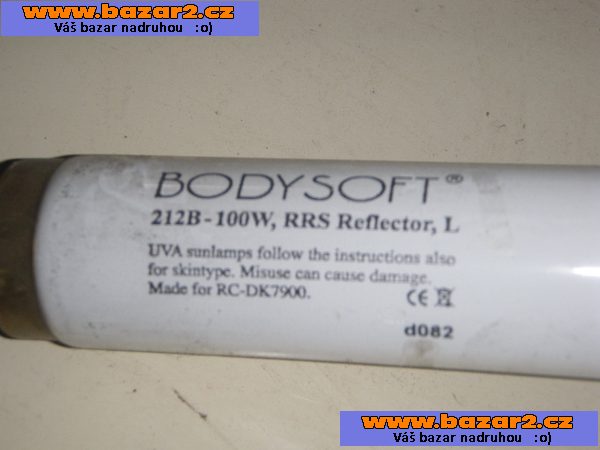 www.bazar2.cz
Váš bazar nadruhou :o)
BODYSOFT®
212B-100W, RRS Reflector, L
UVA sunlamps follow the instructions also
for skintype. Misuse can cause damage.
Made for RC-DK7900.
CE
d082
www.bazar2.cz
Váš bazar nadruhou :o)